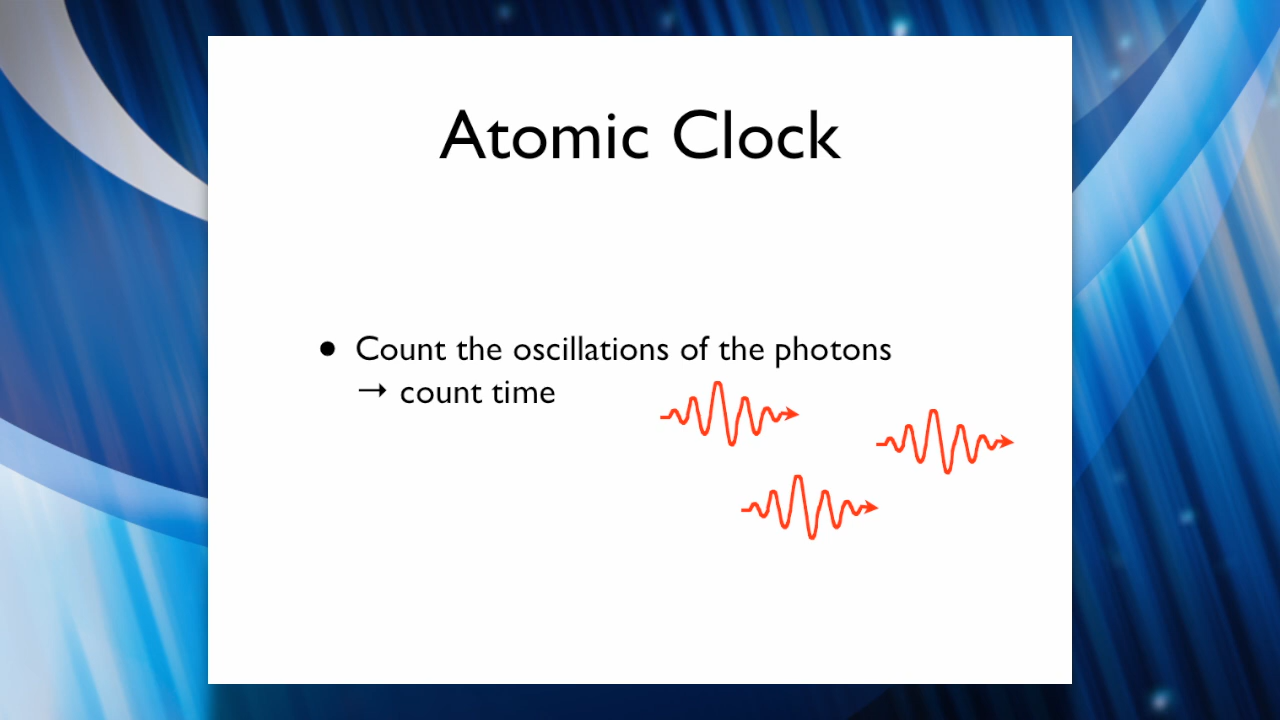 Atomic Clock
• Count the oscillations of the photons
→ count time